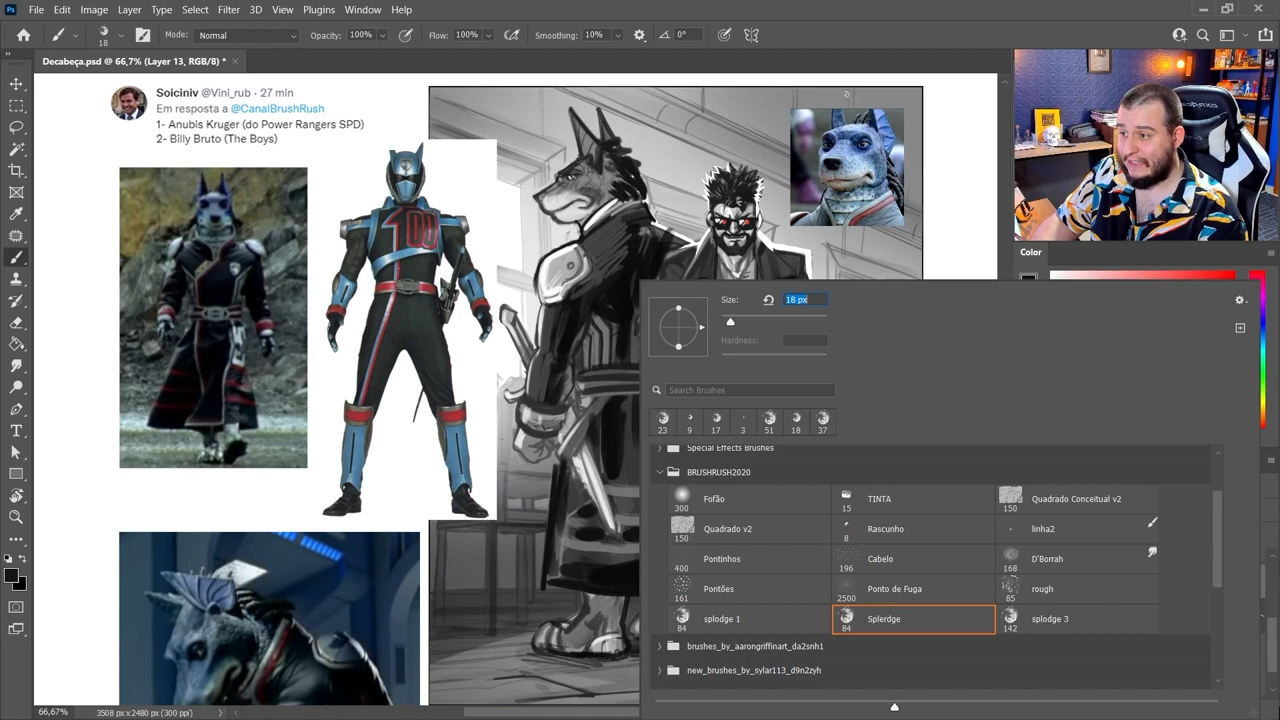 Ps File Edit Image Layer Type Select Filter 3D View Plugins Window Help
18 Mode: Normal Opacity: 100% Flow: 100% Smoothing: 10% 0°
Decabeça.psd @ 66,7% (Layer 13, RGB/8) *
Soiciniv @Vini_rub · 27 min
Em resposta a @CanalBrushRush
1- Anubis Kruger (do Power Rangers SPD)
2- Billy Bruto (The Boys)
100
Color
Size: 18 px
Hardness:
Search Brushes
23 9 17 3 51 18 37
Special Effects Brushes
BRUSHRUSH2020
Fofão
300
TINTA
15
Quadrado Conceitual v2
150
Quadrado v2
150
Rascunho
8
linha2
Pontinhos
400
Cabelo
196
D'Borrah
168
Pontões
161
Ponto de Fuga
2500
rough
85
splodge 1
84
Splerdge
84
splodge 3
142
brushes_by_aarongriffinart_da2snh1
new_brushes_by_sylar113_d9n2zyh
66,67% 3508 px x 2480 px (300 ppi)